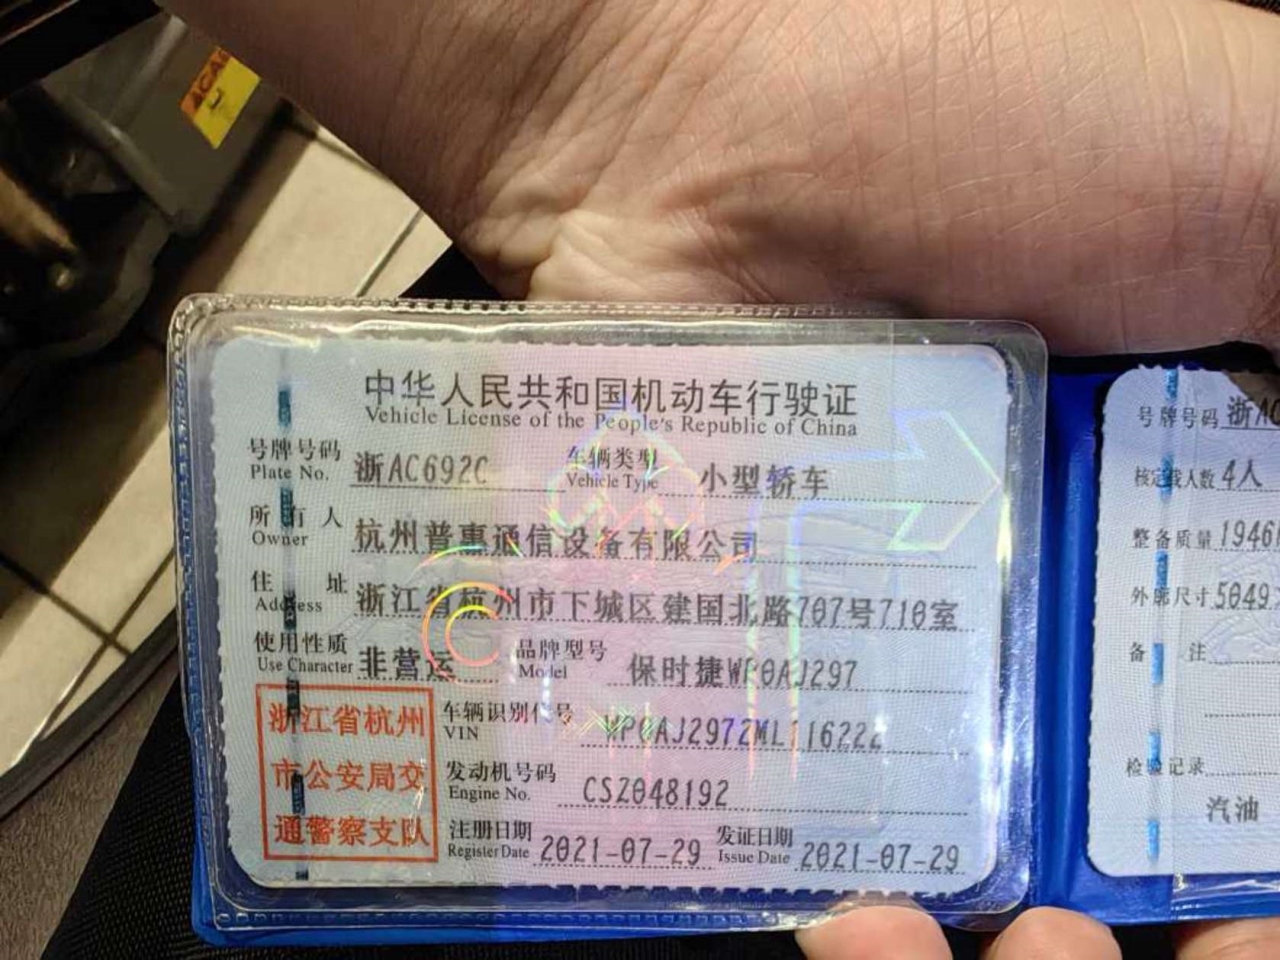 中华人民共和国机动车行驶证
Vehicle License of the People's Republic of China
号牌号码 浙AC692C 车辆类型 小型轿车
Plate No. Vehicle Type
所有人 杭州普惠通信设备有限公司
Owner
住址 浙江省杭州市下城区建国北路707号710室
Address
使用性质 非营运 品牌型号 保时捷WP0AJ297
Use Character Model
浙江省杭州
市公安局交
通警察支队
车辆识别代号 WP0AJ2972ML116222
VIN
发动机号码 CSZ048192
Engine No.
注册日期 2021-07-29 发证日期 2021-07-29
Register Date Issue Date
号牌号码 浙AC
核定载人数 4人
整备质量 1946
外廓尺寸 5049
备注
检验记录
汽油